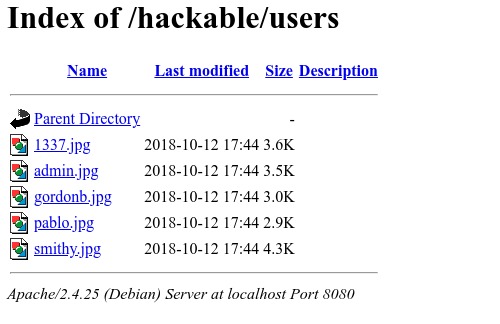 Index of /hackable/users
Name Last modified Size Description
Parent Directory -
1337.jpg 2018-10-12 17:44 3.6K
admin.jpg 2018-10-12 17:44 3.5K
gordonb.jpg 2018-10-12 17:44 3.0K
pablo.jpg 2018-10-12 17:44 2.9K
smithy.jpg 2018-10-12 17:44 4.3K
Apache/2.4.25 (Debian) Server at localhost Port 8080